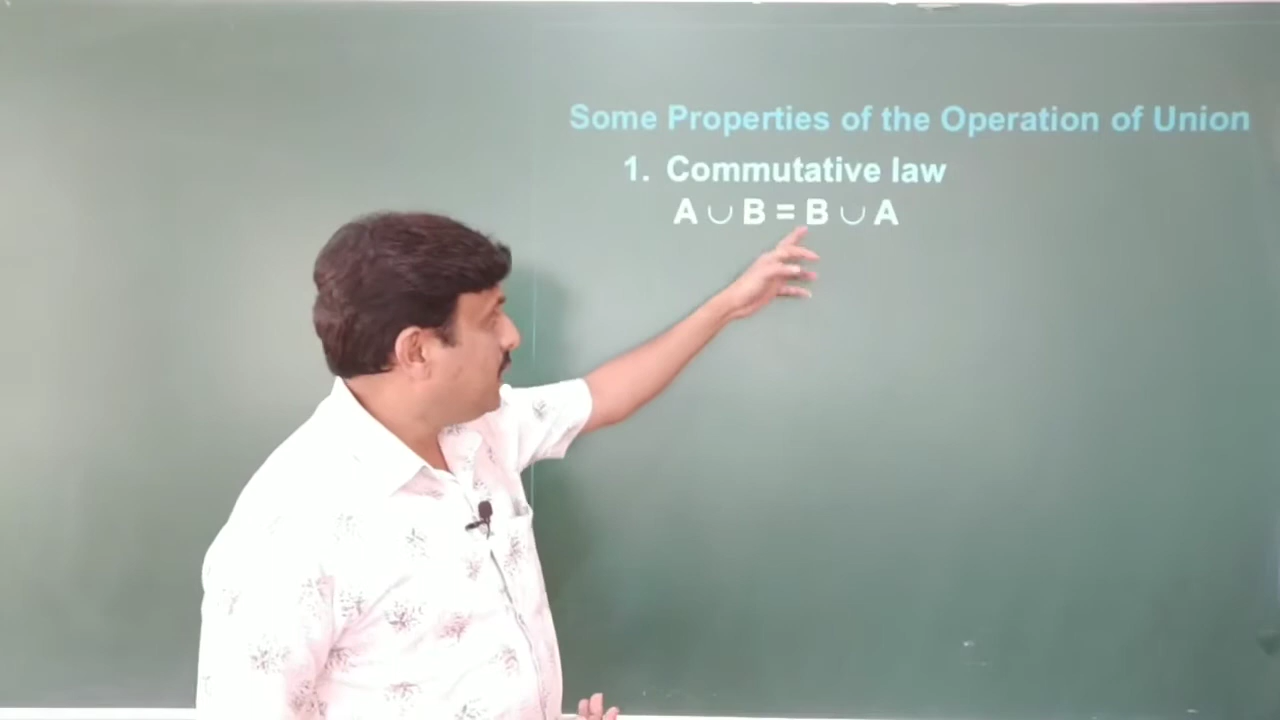 Some Properties of the Operation of Union
1. Commutative law
A ∪ B = B ∪ A